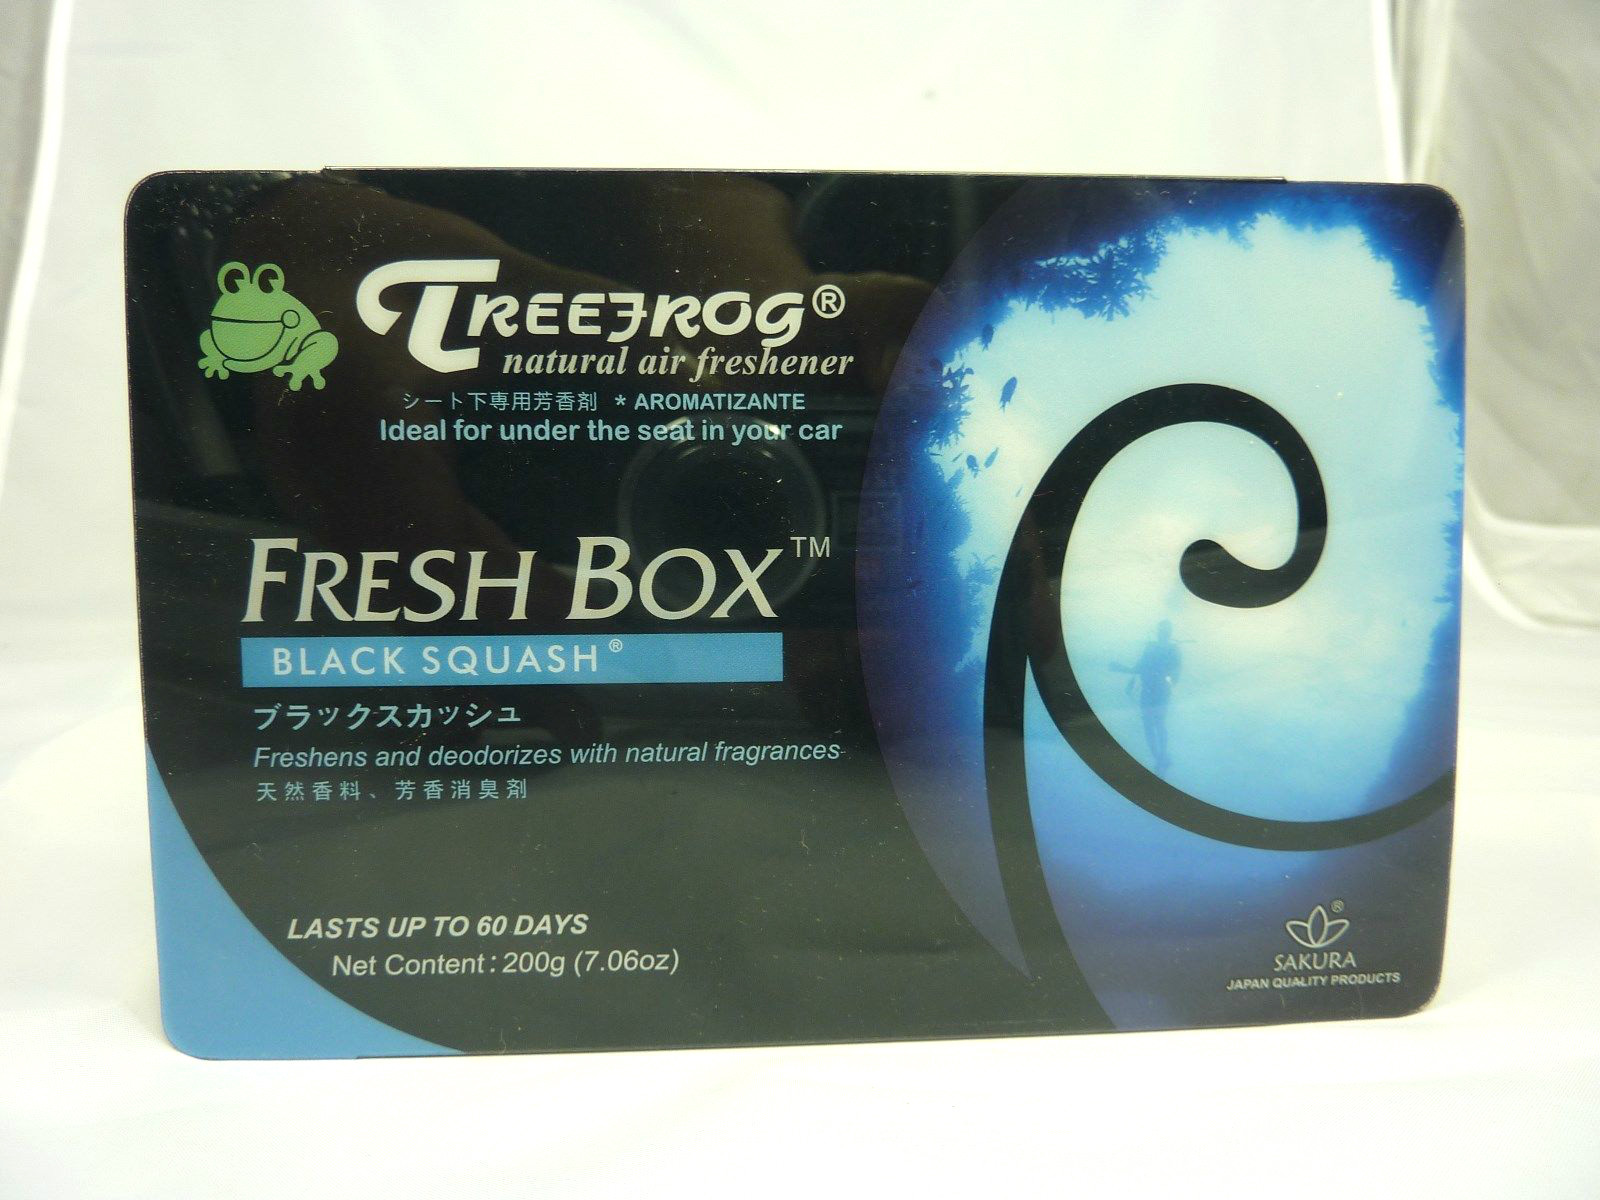 TREEFROG®
natural air freshener
シート下専用芳香剤 * AROMATIZANTE
Ideal for under the seat in your car
FRESH BOX™
BLACK SQUASH®
ブラックスカッシュ
Freshens and deodorizes with natural fragrances
天然香料、芳香消臭剤
LASTS UP TO 60 DAYS
Net Content: 200g (7.06oz)
®
SAKURA
JAPAN QUALITY PRODUCTS